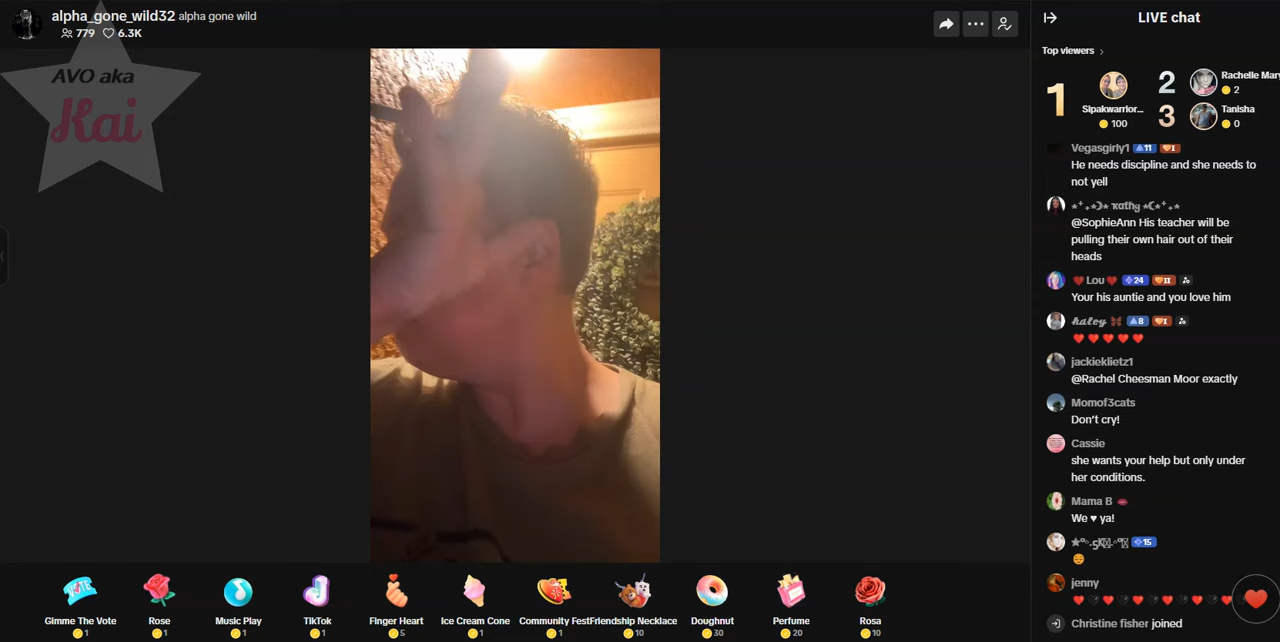 alpha_gone_wild32 alpha gone wild
779 6.3K
AVO aka
Kai
LIVE chat
Top viewers
1
Sipakwarrior...
100
2
Rachelle Mar
2
3
Tanisha
0
Vegasgirly1 11 I
He needs discipline and she needs to
not yell
kathy
@SophieAnn His teacher will be
pulling their own hair out of their
heads
Lou 24 II
Your his auntie and you love him
haley 8 I
jackieklietz1
@Rachel Cheesman Moor exactly
Momof3cats
Don't cry!
Cassie
she wants your help but only under
her conditions.
Mama B
We ♥ ya!
15
jenny
Christine fisher joined
Gimme The Vote
1
Rose
1
Music Play
1
TikTok
1
Finger Heart
5
Ice Cream Cone
1
Community Fest
1
Friendship Necklace
10
Doughnut
30
Perfume
20
Rosa
10